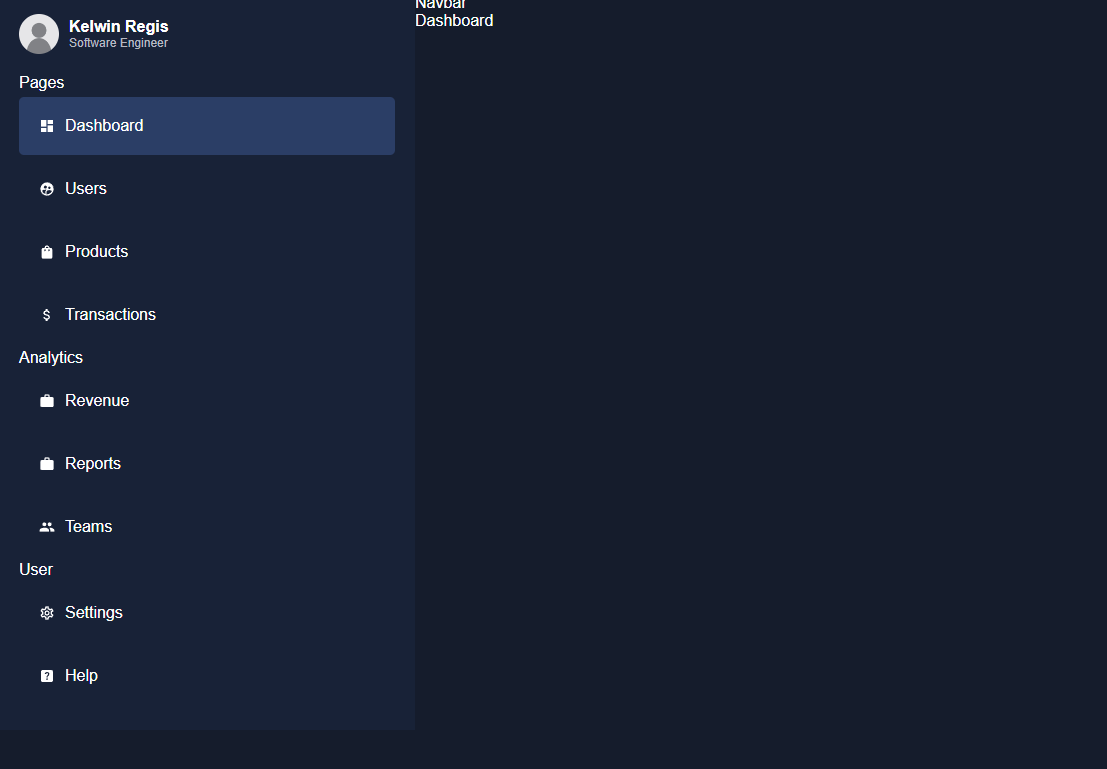 Kelwin Regis
Software Engineer
Pages
Dashboard
Users
Products
Transactions
Analytics
Revenue
Reports
Teams
User
Settings
Help
Navbar
Dashboard